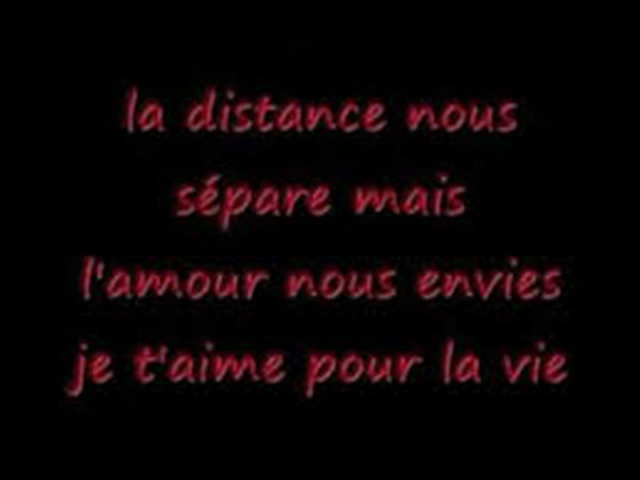 la distance nous
sépare mais
l'amour nous envies
je t'aime pour la vie